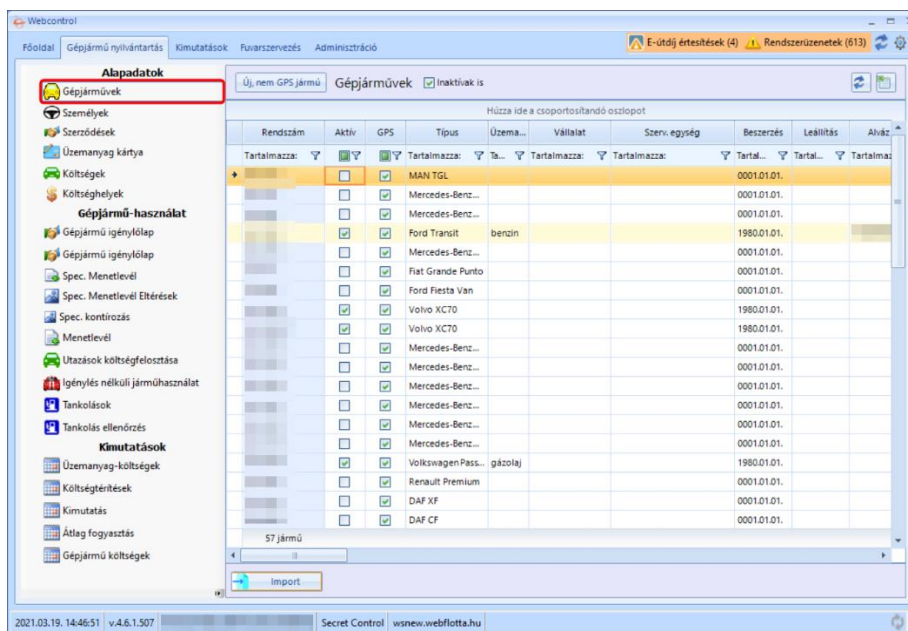 Webcontrol
Főoldal Gépjármű nyilvántartás Kimutatások Fuvarszervezés Adminisztráció E-útdíj értesítések (4) Rendszerüzenetek (613)
Alapadatok
Gépjárművek
Személyek
Szerződések
Üzemanyag kártya
Költségek
Költséghelyek
Gépjármű-használat
Gépjármű igénylőlap
Gépjármű igénylőlap
Spec. Menetlevél
Spec. Menetlevél Eltérések
Spec. kontírozás
Menetlevél
Utazások költségfelosztása
Igénylés nélküli járműhasználat
Tankolások
Tankolás ellenőrzés
Kimutatások
Üzemanyag-költségek
Költségtérítések
Kimutatás
Átlag fogyasztás
Gépjármű költségek
Új, nem GPS jármű Gépjárművek Inaktívak is
Húzza ide a csoportosítandó oszlopot
Rendszám Aktív GPS Típus Üzema... Vállalat Szerv. egység Beszerzés Leállítás Alváz
Tartalmazza: Tartalmazza: Ta... Tartalmazza: Tartalmazza: Tartal... Tartal... Tartalmaz
MAN TGL 0001.01.01.
Mercedes-Benz... 0001.01.01.
Mercedes-Benz... 0001.01.01.
Ford Transit benzin 1980.01.01.
Mercedes-Benz... 0001.01.01.
Fiat Grande Punto 0001.01.01.
Ford Fiesta Van 0001.01.01.
Volvo XC70 1980.01.01.
Volvo XC70 1980.01.01.
Mercedes-Benz... 0001.01.01.
Mercedes-Benz... 0001.01.01.
Mercedes-Benz... 0001.01.01.
Mercedes-Benz... 0001.01.01.
Mercedes-Benz... 0001.01.01.
Mercedes-Benz... 0001.01.01.
Volkswagen Pass... gázolaj 1980.01.01.
Renault Premium 0001.01.01.
DAF XF 0001.01.01.
DAF CF 0001.01.01.
57 jármű
Import
2021.03.19. 14:46:51 v.4.6.1.507 Secret Control wsnew.webflotta.hu